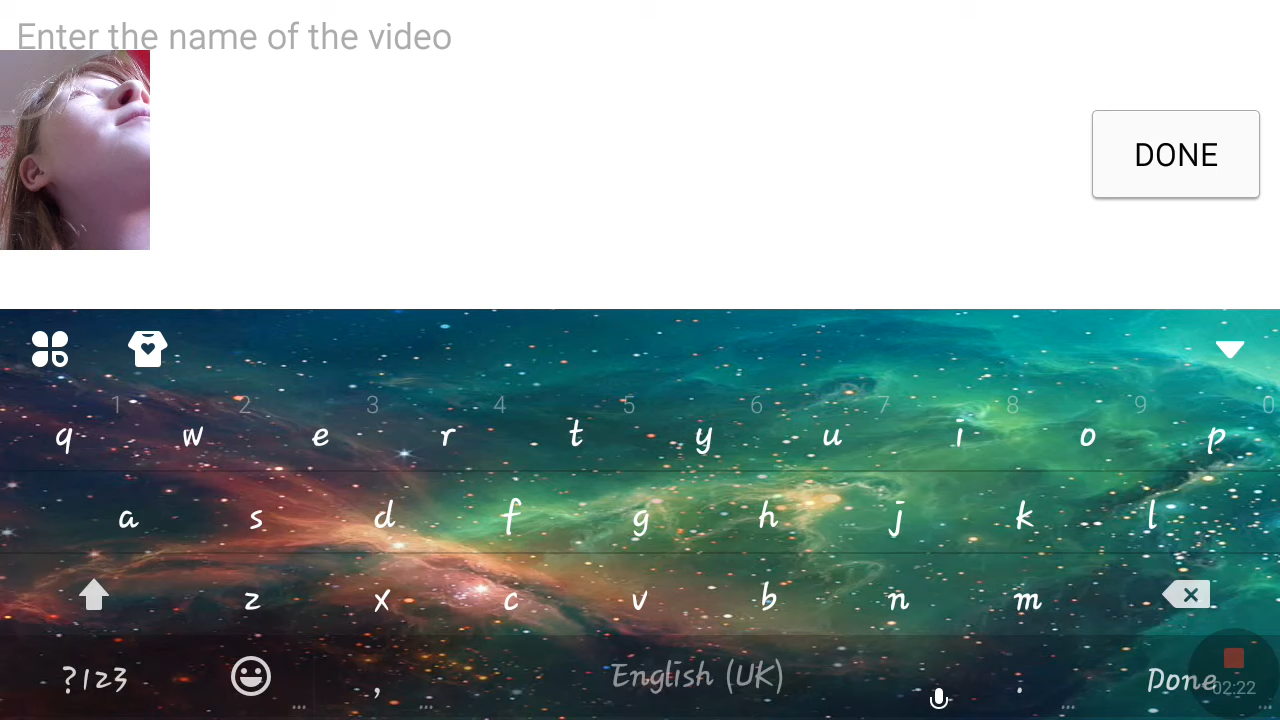 Enter the name of the video
DONE
1 2 3 4 5 6 7 8 9 0
q w e r t y u i o p
a s d f g h j k l
z x c v b n m
?123 , English (UK) . Done
02:22